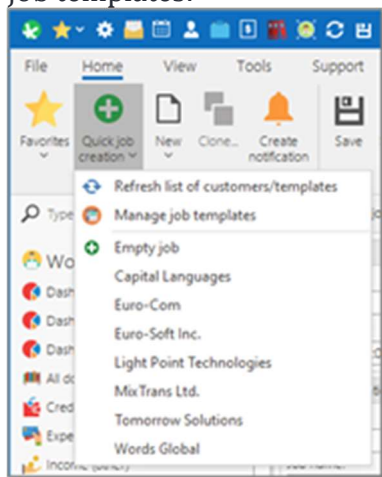 job templates.
File Home View Tools Support
Favorites Quick job creation New Clone... Create notification Save
Refresh list of customers/templates
Type
Manage job templates
Empty job
Wo
Capital Languages
Dash
Euro-Com
Dash
Euro-Soft Inc.
Dash
Light Point Technologies
All do
MixTrans Ltd.
Cred
Tomorrow Solutions
Expe
Words Global
Income (other)